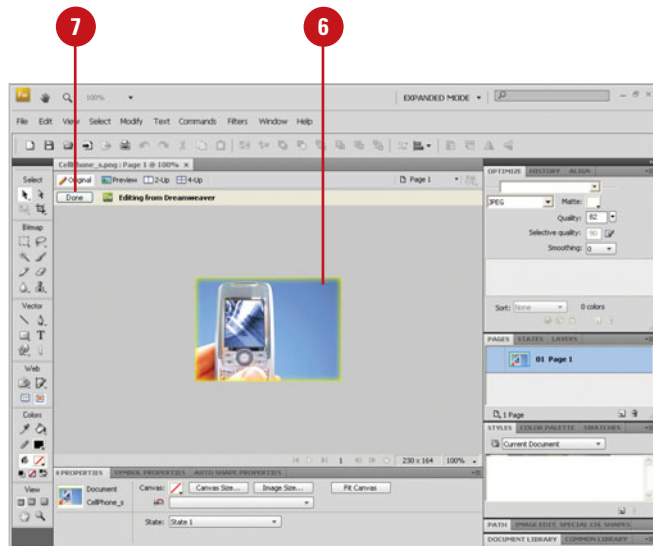 7 6
Fw 100% EXPANDED MODE
File Edit View Select Modify Text Commands Filters Window Help
CellPhone_s.png : Page 1 @ 100% ×
Select Original Preview 2-Up 4-Up Page 1
Done Editing from Dreamweaver
Bitmap
Vector
Web
Colors
View
OPTIMIZE HISTORY ALIGN
JPEG Matte:
Quality: 82
Selective quality: 90
Smoothing: 0
Sort: None 0 colors
PAGES STATES LAYERS
01 Page 1
1 Page
STYLES COLOR PALETTE SWATCHES
Current Document
PATH IMAGE EDIT SPECIAL CH. SHAPES
DOCUMENT LIBRARY COMMON LIBRARY
1 230 x 164 100%
PROPERTIES SYMBOL PROPERTIES AUTO SHAPE PROPERTIES
Document Canvas: Canvas Size... Image Size... Fit Canvas
CellPhone_s
State: State 1